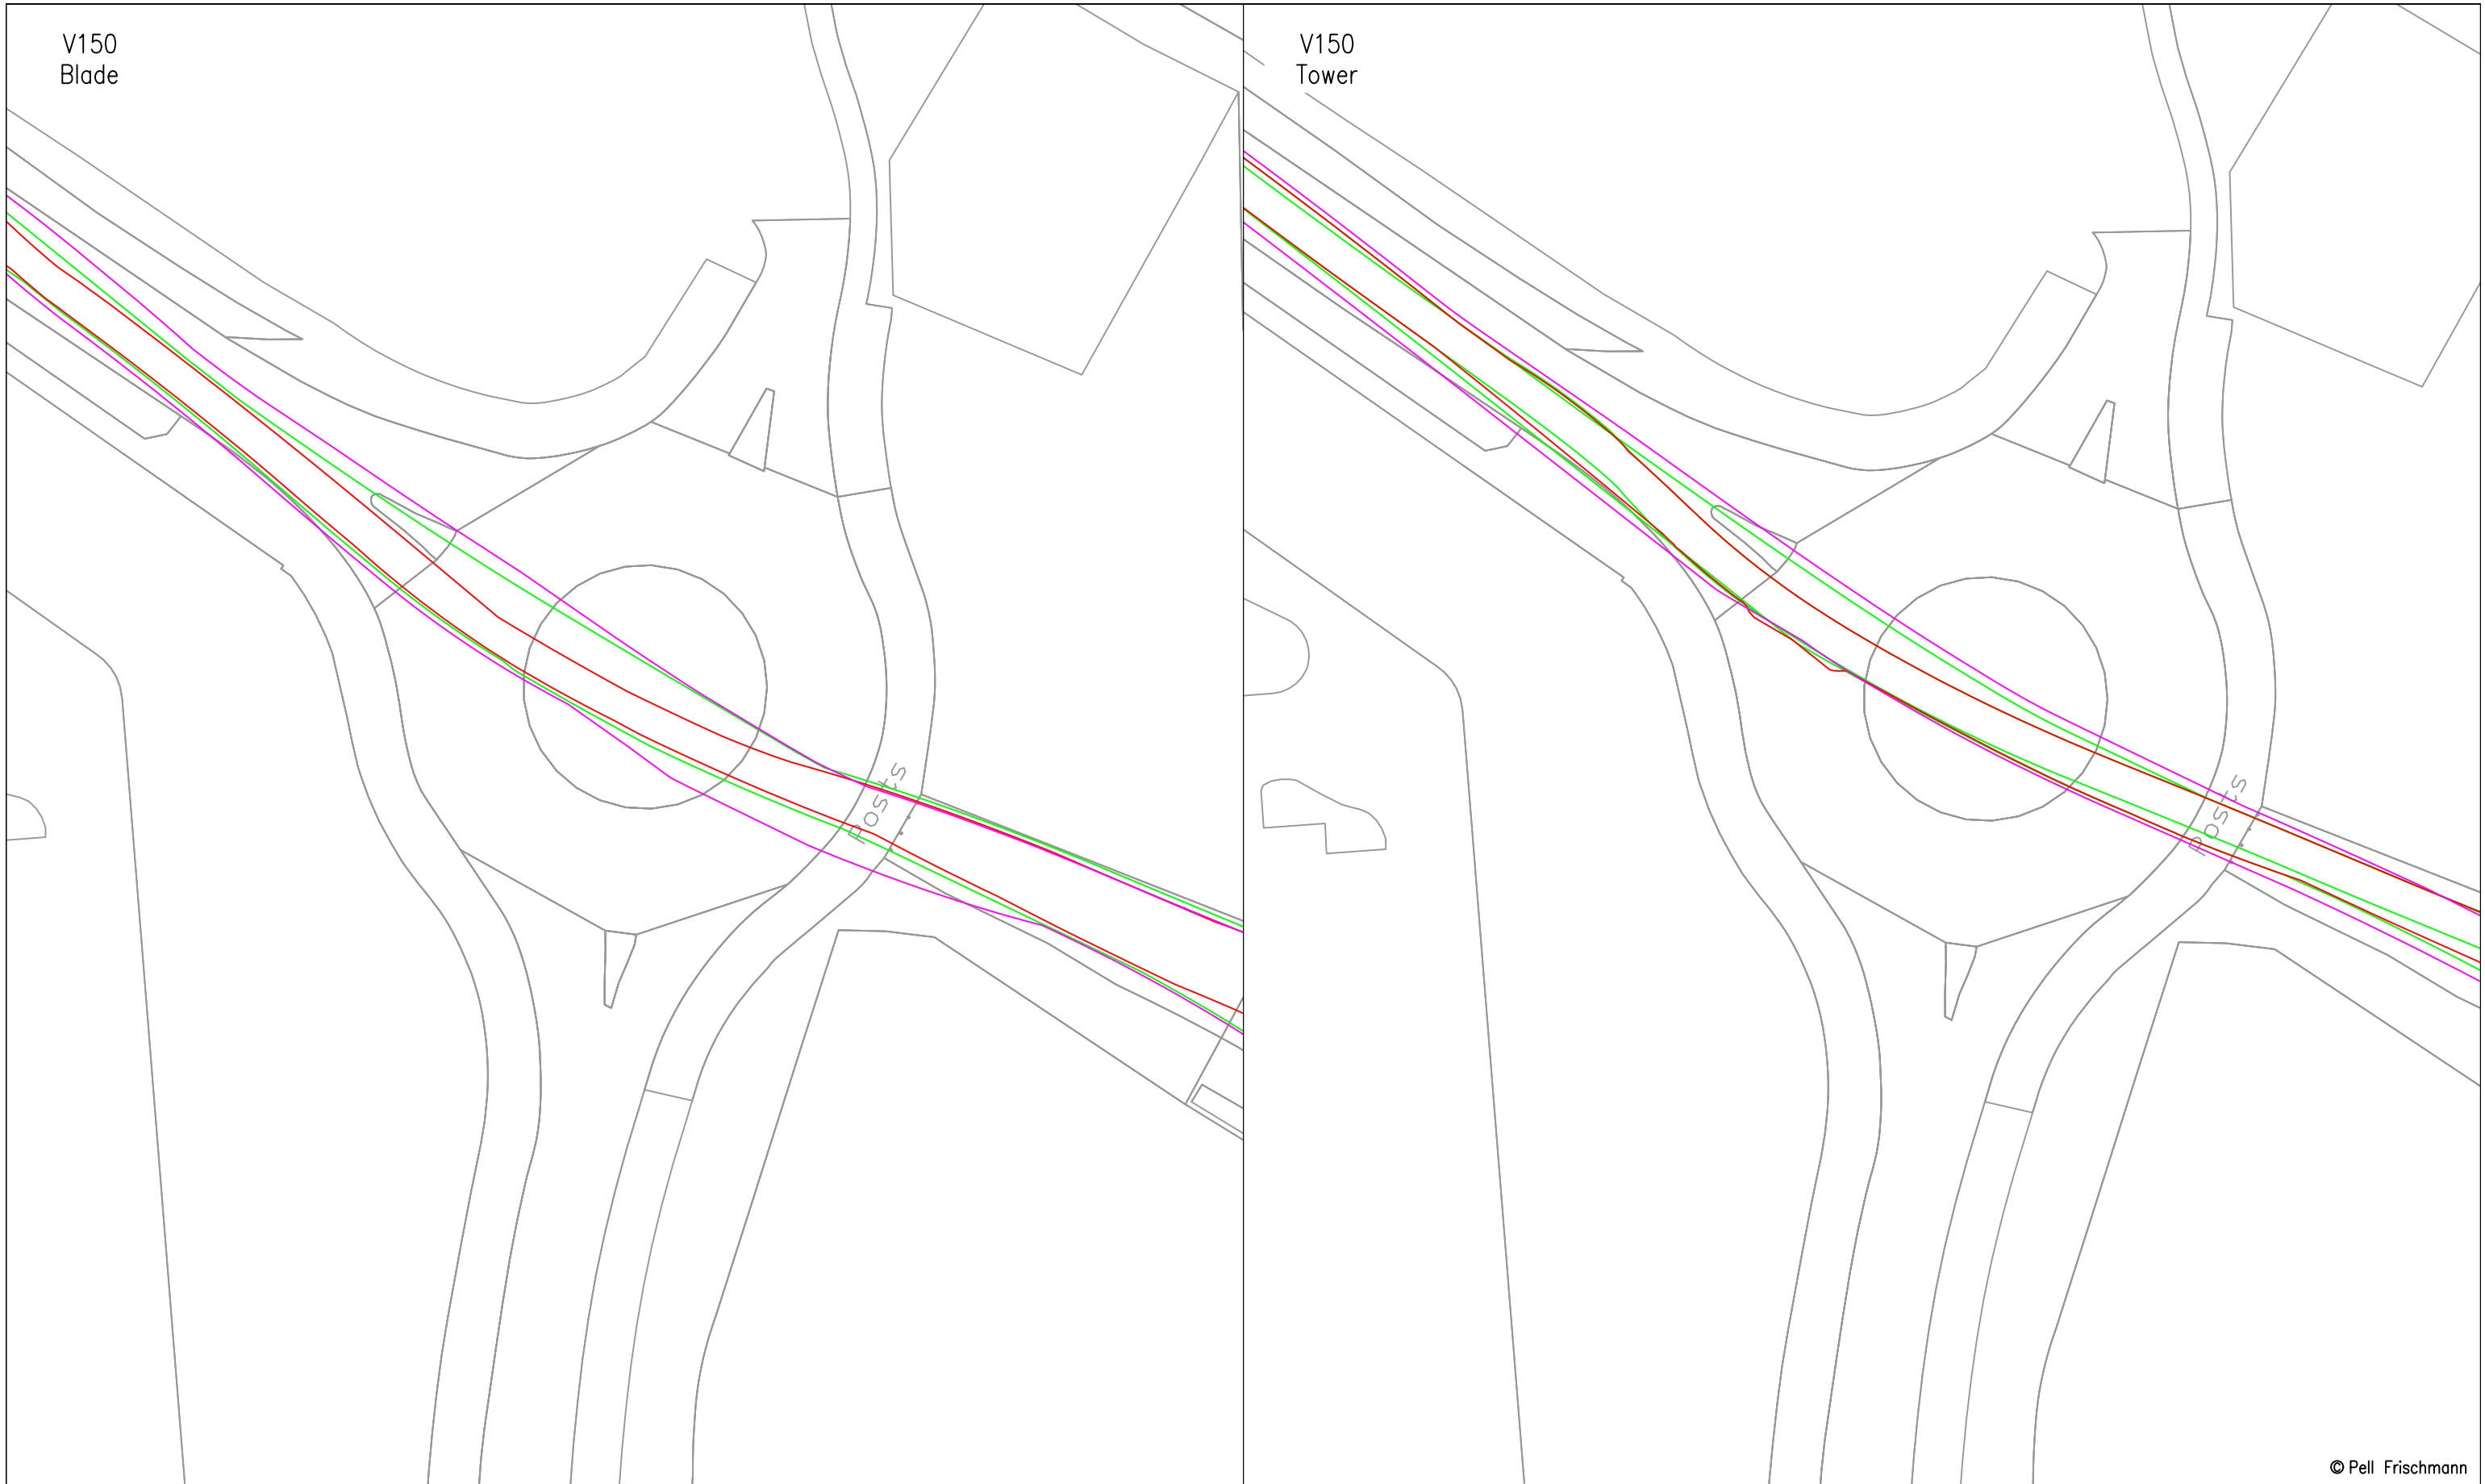 V150
Blade
V150
Tower
POSTS
POSTS
© Pell Frischmann